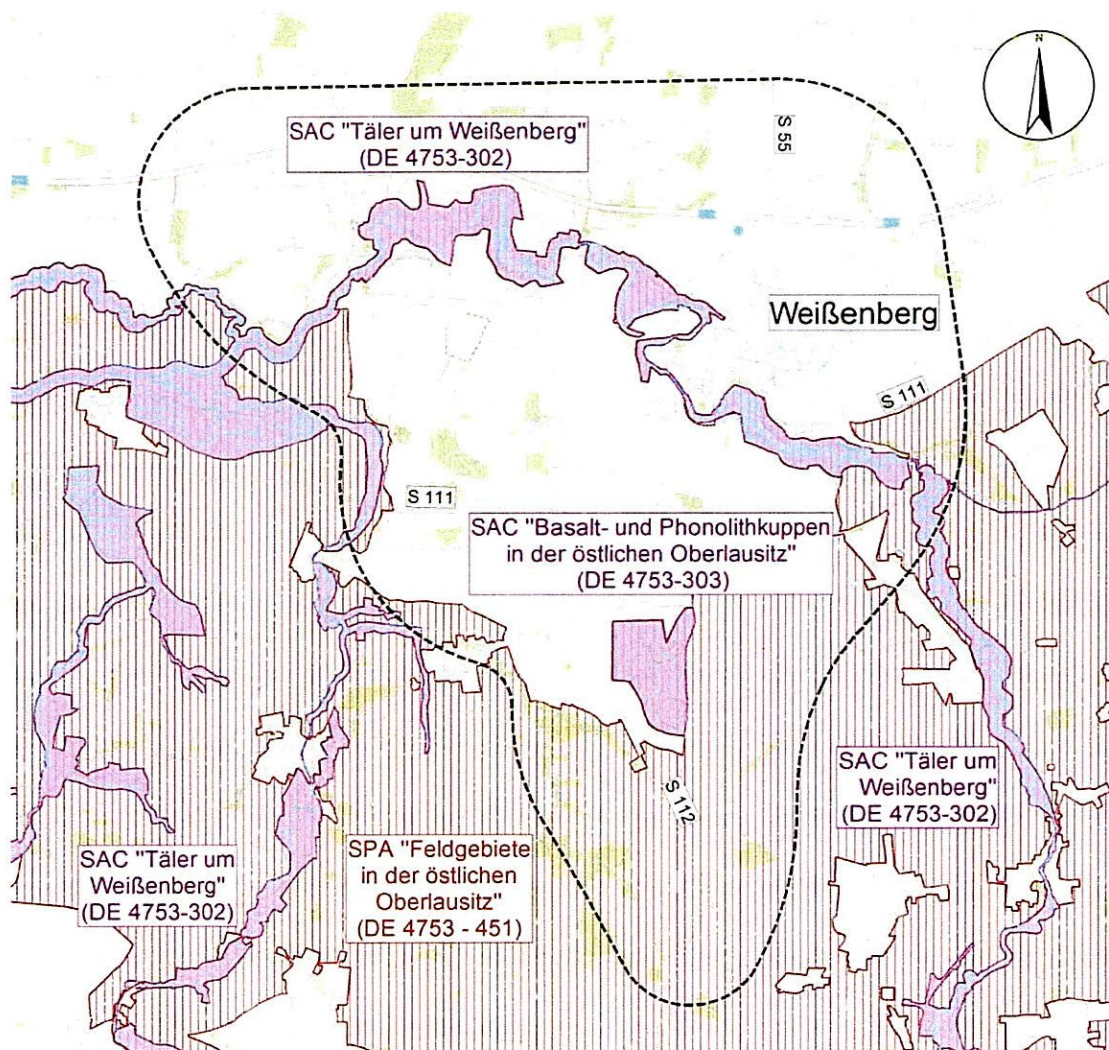 N
SAC "Täler um Weißenberg"
(DE 4753-302)
S 55
Weißenberg
S 111
S 111
SAC "Basalt- und Phonolithkuppen
in der östlichen Oberlausitz"
(DE 4753-303)
S 112
SAC "Täler um
Weißenberg"
(DE 4753-302)
SAC "Täler um
Weißenberg"
(DE 4753-302)
SPA "Feldgebiete
in der östlichen
Oberlausitz"
(DE 4753 - 451)